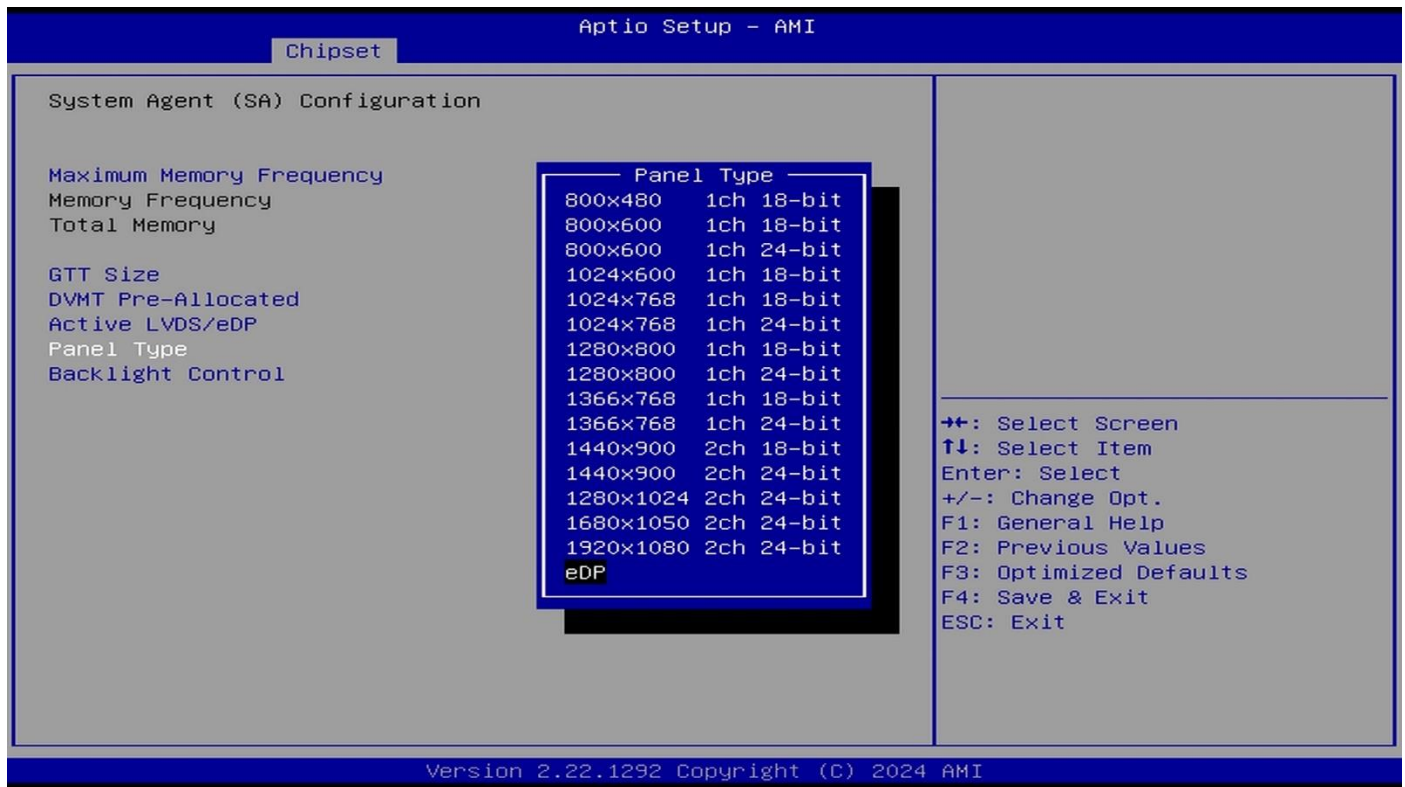 Aptio Setup – AMI
Chipset
System Agent (SA) Configuration
Maximum Memory Frequency
Memory Frequency
Total Memory
GTT Size
DVMT Pre-Allocated
Active LVDS/eDP
Panel Type
Backlight Control
Panel Type
800x480 1ch 18-bit
800x600 1ch 18-bit
800x600 1ch 24-bit
1024x600 1ch 18-bit
1024x768 1ch 18-bit
1024x768 1ch 24-bit
1280x800 1ch 18-bit
1280x800 1ch 24-bit
1366x768 1ch 18-bit
1366x768 1ch 24-bit
1440x900 2ch 18-bit
1440x900 2ch 24-bit
1280x1024 2ch 24-bit
1680x1050 2ch 24-bit
1920x1080 2ch 24-bit
eDP
→←: Select Screen
↑↓: Select Item
Enter: Select
+/-: Change Opt.
F1: General Help
F2: Previous Values
F3: Optimized Defaults
F4: Save & Exit
ESC: Exit
Version 2.22.1292 Copyright (C) 2024 AMI